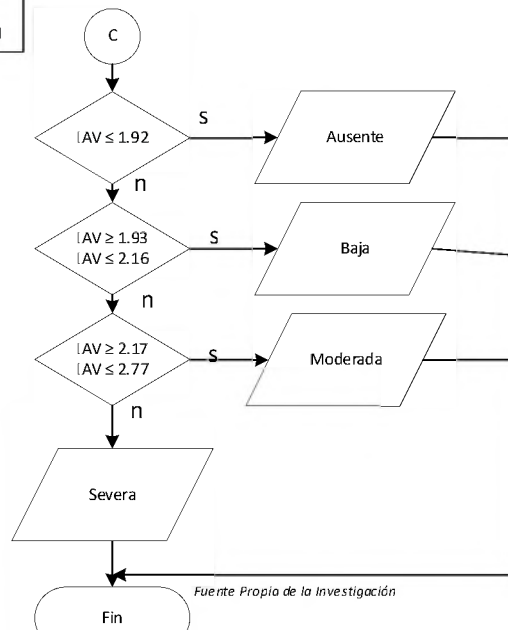 C
IAV ≤ 1.92
s
Ausente
n
IAV ≥ 1.93
IAV ≤ 2.16
s
Baja
n
IAV ≥ 2.17
IAV ≤ 2.77
s
Moderada
n
Severa
Fuente Propia de la Investigación
Fin